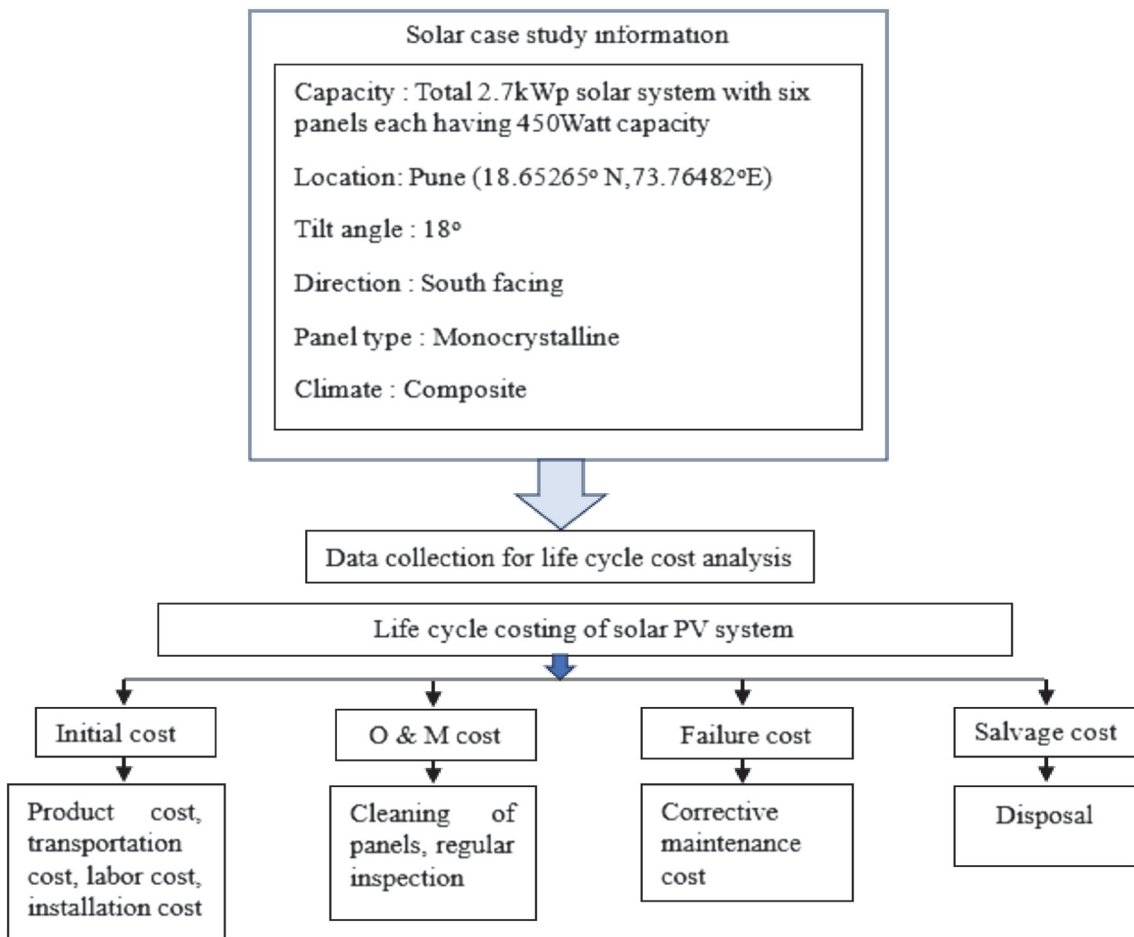 Solar case study information
Capacity : Total 2.7kWp solar system with six
panels each having 450Watt capacity
Location: Pune (18.65265º N,73.76482ºE)
Tilt angle : 18º
Direction : South facing
Panel type : Monocrystalline
Climate : Composite
Data collection for life cycle cost analysis
Life cycle costing of solar PV system
Initial cost
O & M cost
Failure cost
Salvage cost
Product cost,
transportation
cost, labor cost,
installation cost
Cleaning of
panels, regular
inspection
Corrective
maintenance
cost
Disposal